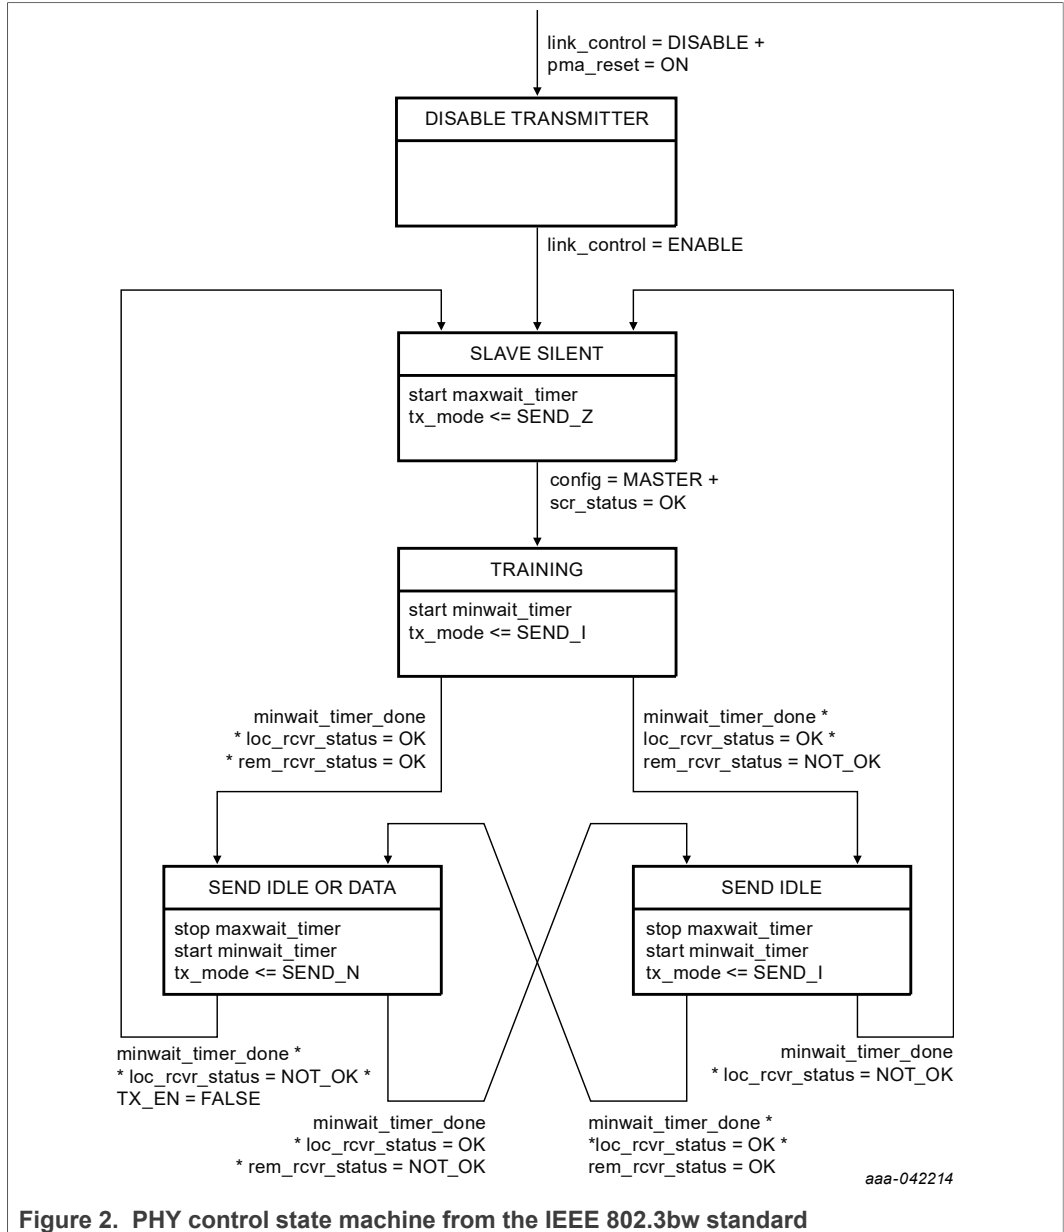 link_control = DISABLE +
pma_reset = ON
DISABLE TRANSMITTER
link_control = ENABLE
SLAVE SILENT
start maxwait_timer
tx_mode <= SEND_Z
config = MASTER +
scr_status = OK
TRAINING
start minwait_timer
tx_mode <= SEND_I
minwait_timer_done
* loc_rcvr_status = OK
* rem_rcvr_status = OK
minwait_timer_done *
loc_rcvr_status = OK *
rem_rcvr_status = NOT_OK
SEND IDLE OR DATA
stop maxwait_timer
start minwait_timer
tx_mode <= SEND_N
SEND IDLE
stop maxwait_timer
start minwait_timer
tx_mode <= SEND_I
minwait_timer_done *
* loc_rcvr_status = NOT_OK *
TX_EN = FALSE
minwait_timer_done
* loc_rcvr_status = NOT_OK
minwait_timer_done
* loc_rcvr_status = OK
* rem_rcvr_status = NOT_OK
minwait_timer_done *
*loc_rcvr_status = OK *
rem_rcvr_status = OK
aaa-042214
Figure 2. PHY control state machine from the IEEE 802.3bw standard